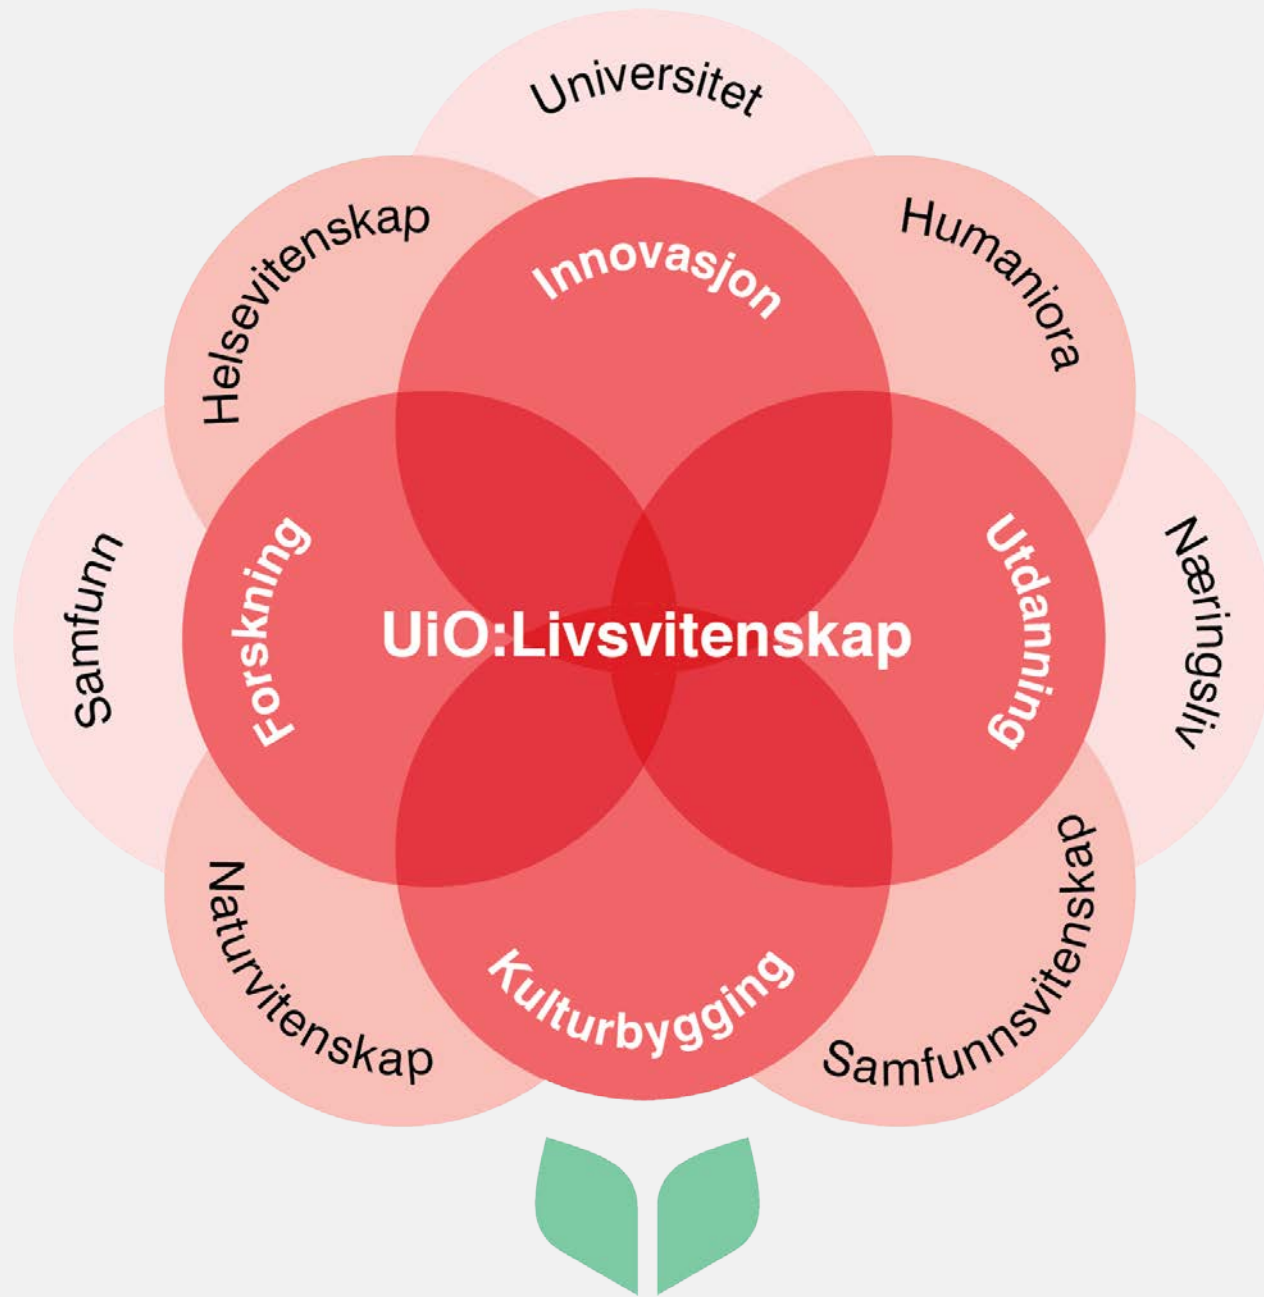 Universitet
Helsevitenskap
Humaniora
Innovasjon
Samfunn
Forskning
UiO:Livsvitenskap
Utdanning
Næringsliv
Naturvitenskap
Kulturbygging
Samfunnsvitenskap